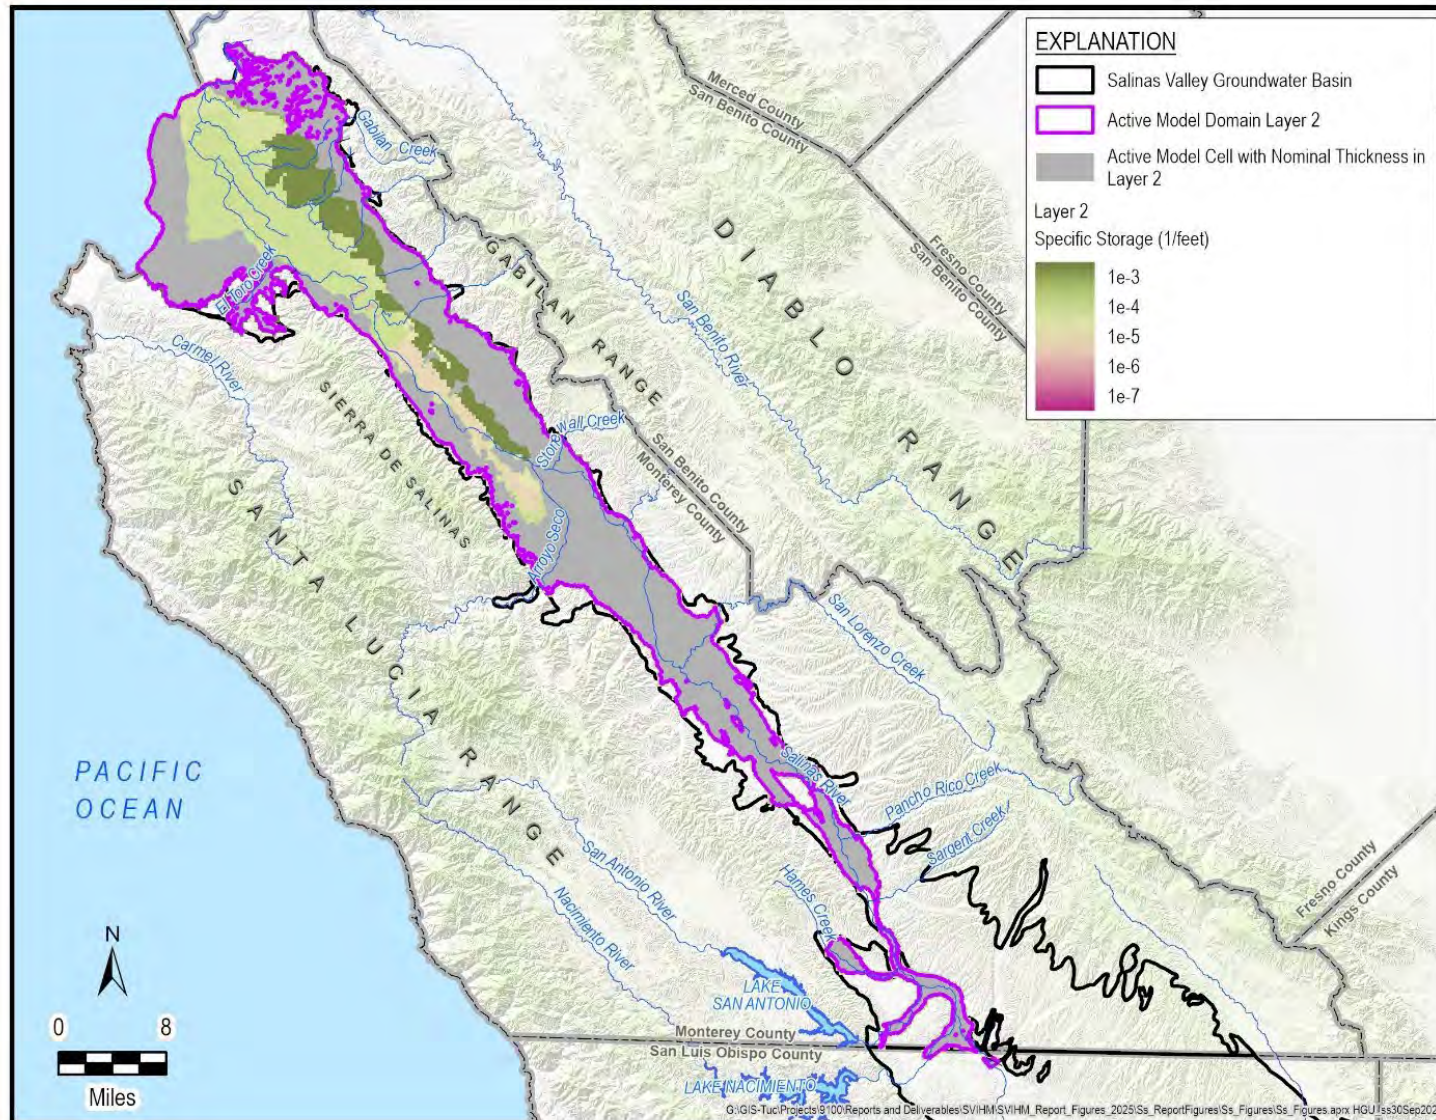 EXPLANATION
Salinas Valley Groundwater Basin
Active Model Domain Layer 2
Active Model Cell with Nominal Thickness in
Layer 2
Layer 2
Specific Storage (1/feet)
1e-3
1e-4
1e-5
1e-6
1e-7
Merced County
San Benito County
Fresno County
San Benito County
Gabilan Creek
GABILAN RANGE
DIABLO RANGE
San Benito River
El Toro Creek
Carmel River
SIERRA DE SALINAS
SANTA LUCIA RANGE
Stonewall Creek
San Benito County
Monterey County
Arroyo Seco
San Lorenzo Creek
PACIFIC
OCEAN
Salinas River
Pancho Rico Creek
Sargent Creek
Fresno County
Kings County
San Antonio River
Nacimiento River
Hames Creek
LAKE
SAN ANTONIO
Monterey County
San Luis Obispo County
LAKE NACIMIENTO
N
0 8
Miles